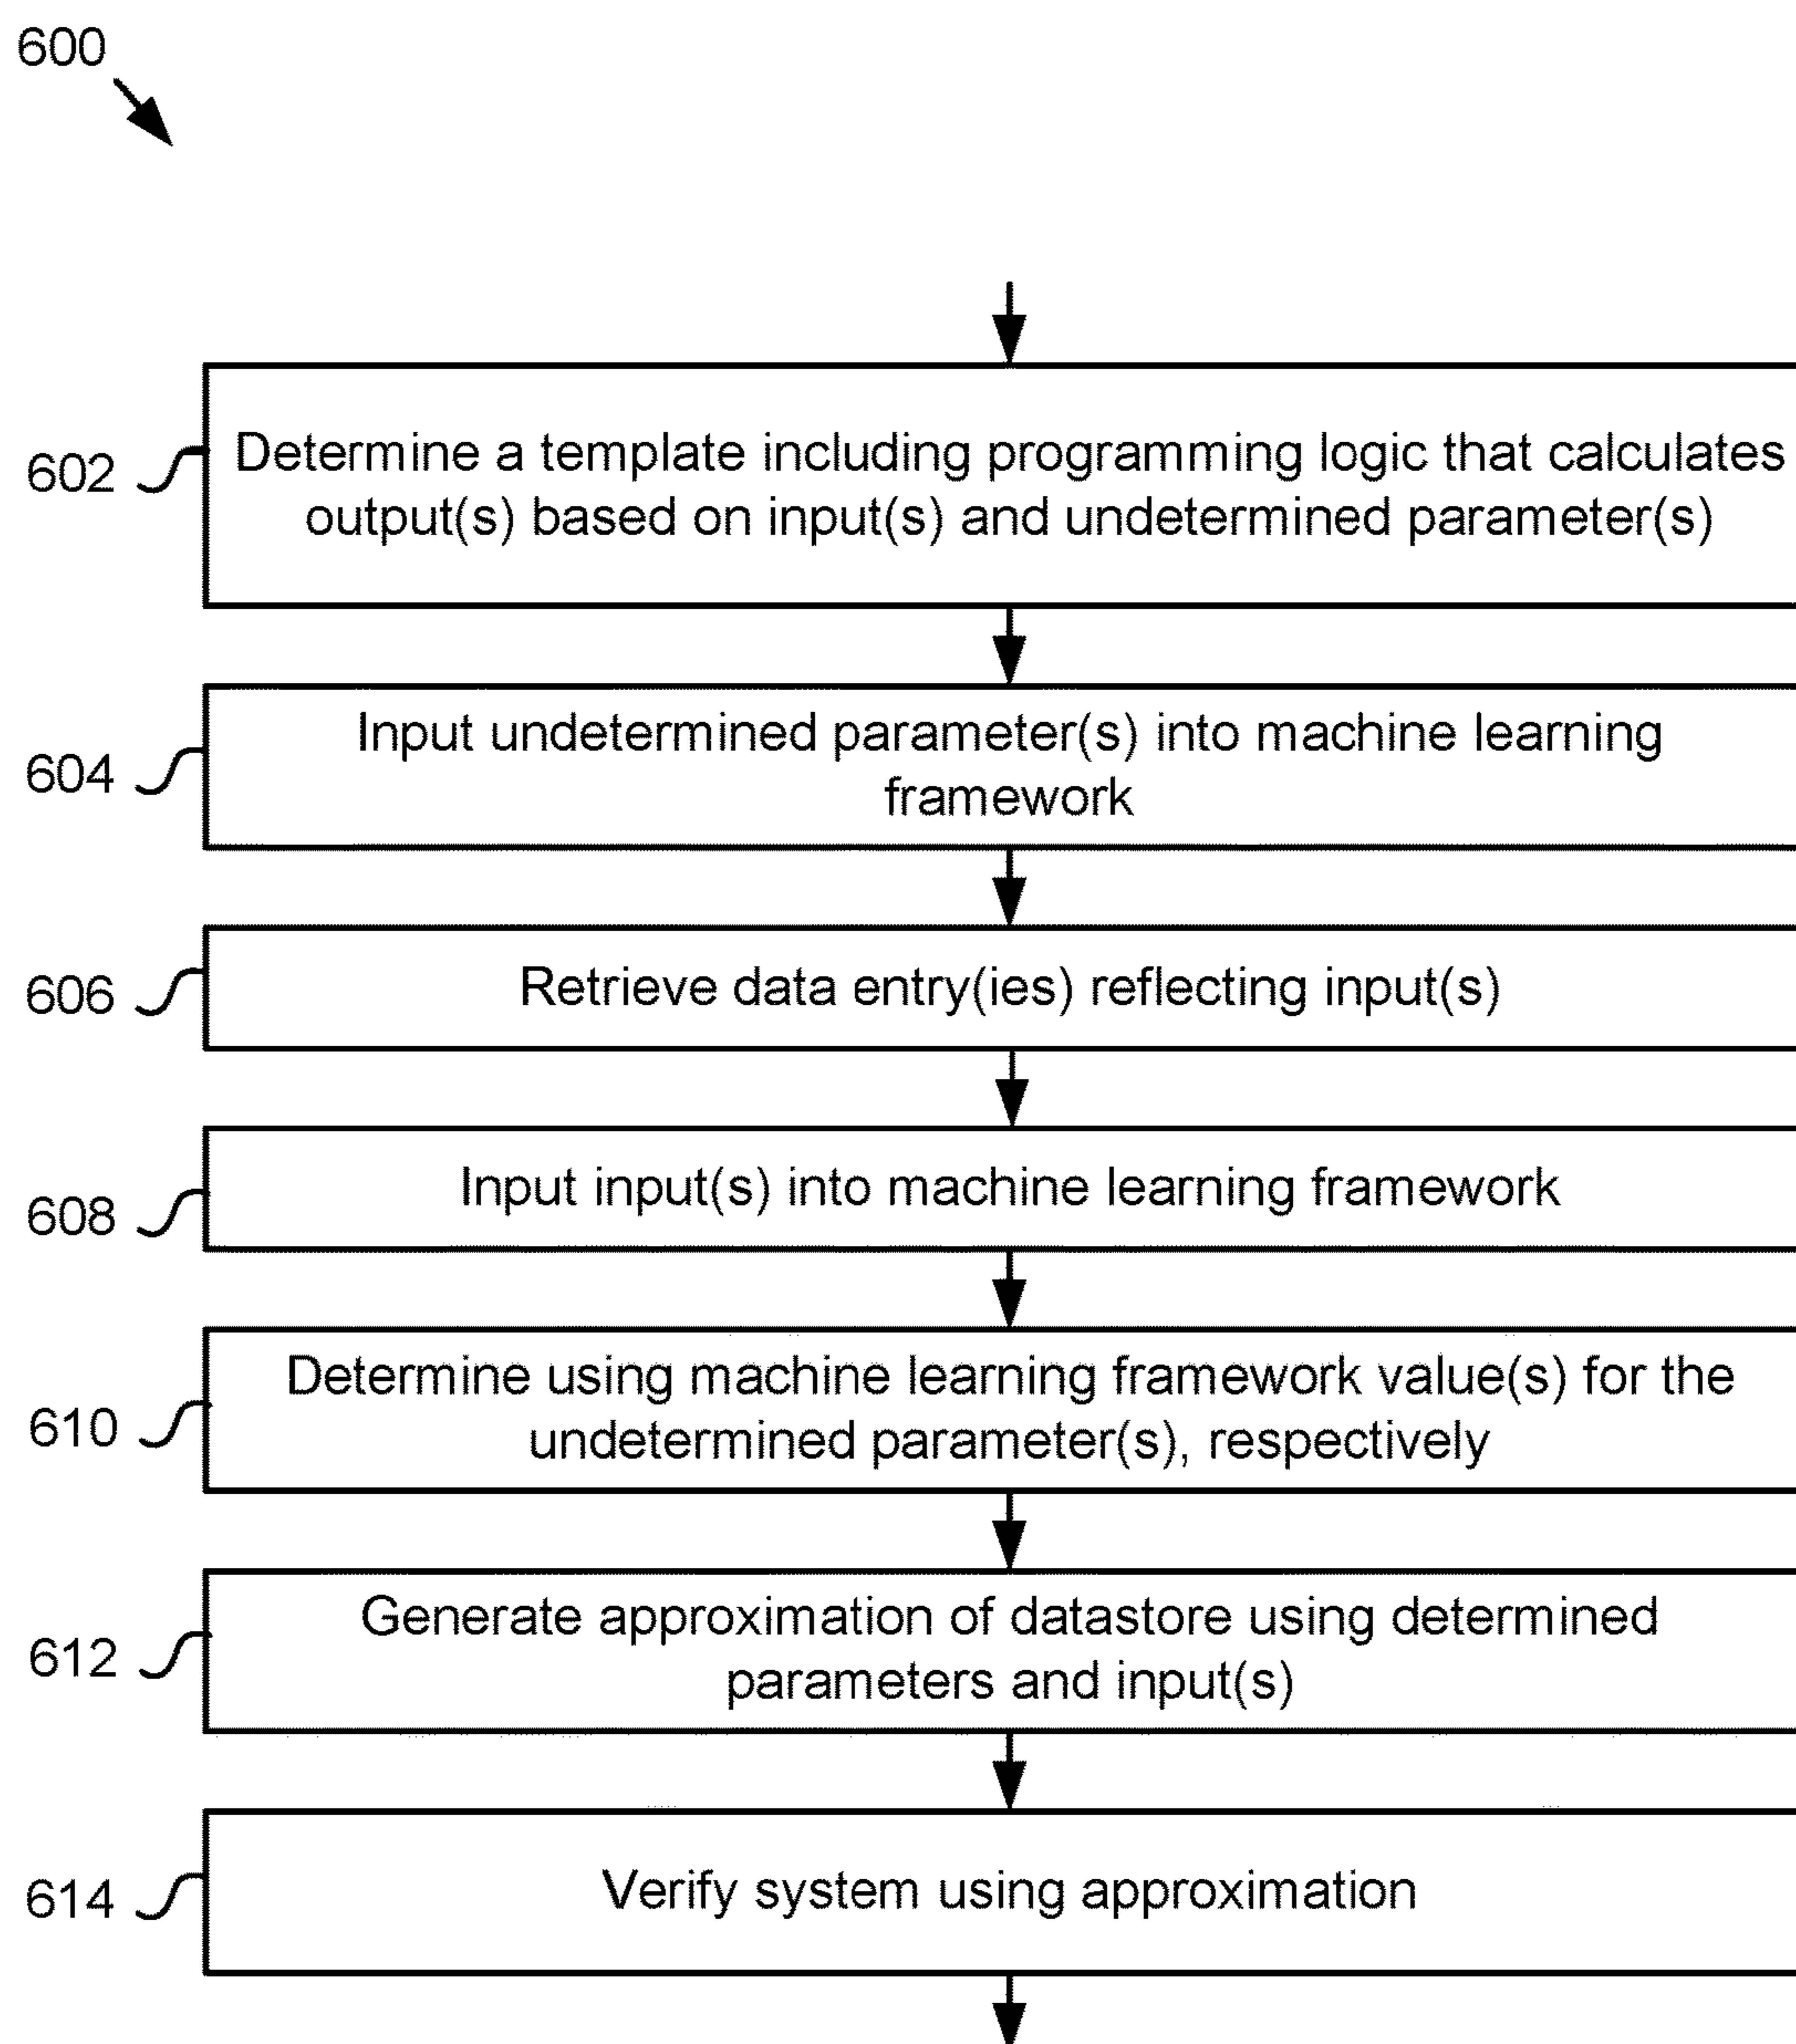 600
602
Determine a template including programming logic that calculates
output(s) based on input(s) and undetermined parameter(s)
604
Input undetermined parameter(s) into machine learning
framework
606
Retrieve data entry(ies) reflecting input(s)
608
Input input(s) into machine learning framework
610
Determine using machine learning framework value(s) for the
undetermined parameter(s), respectively
612
Generate approximation of datastore using determined
parameters and input(s)
614
Verify system using approximation